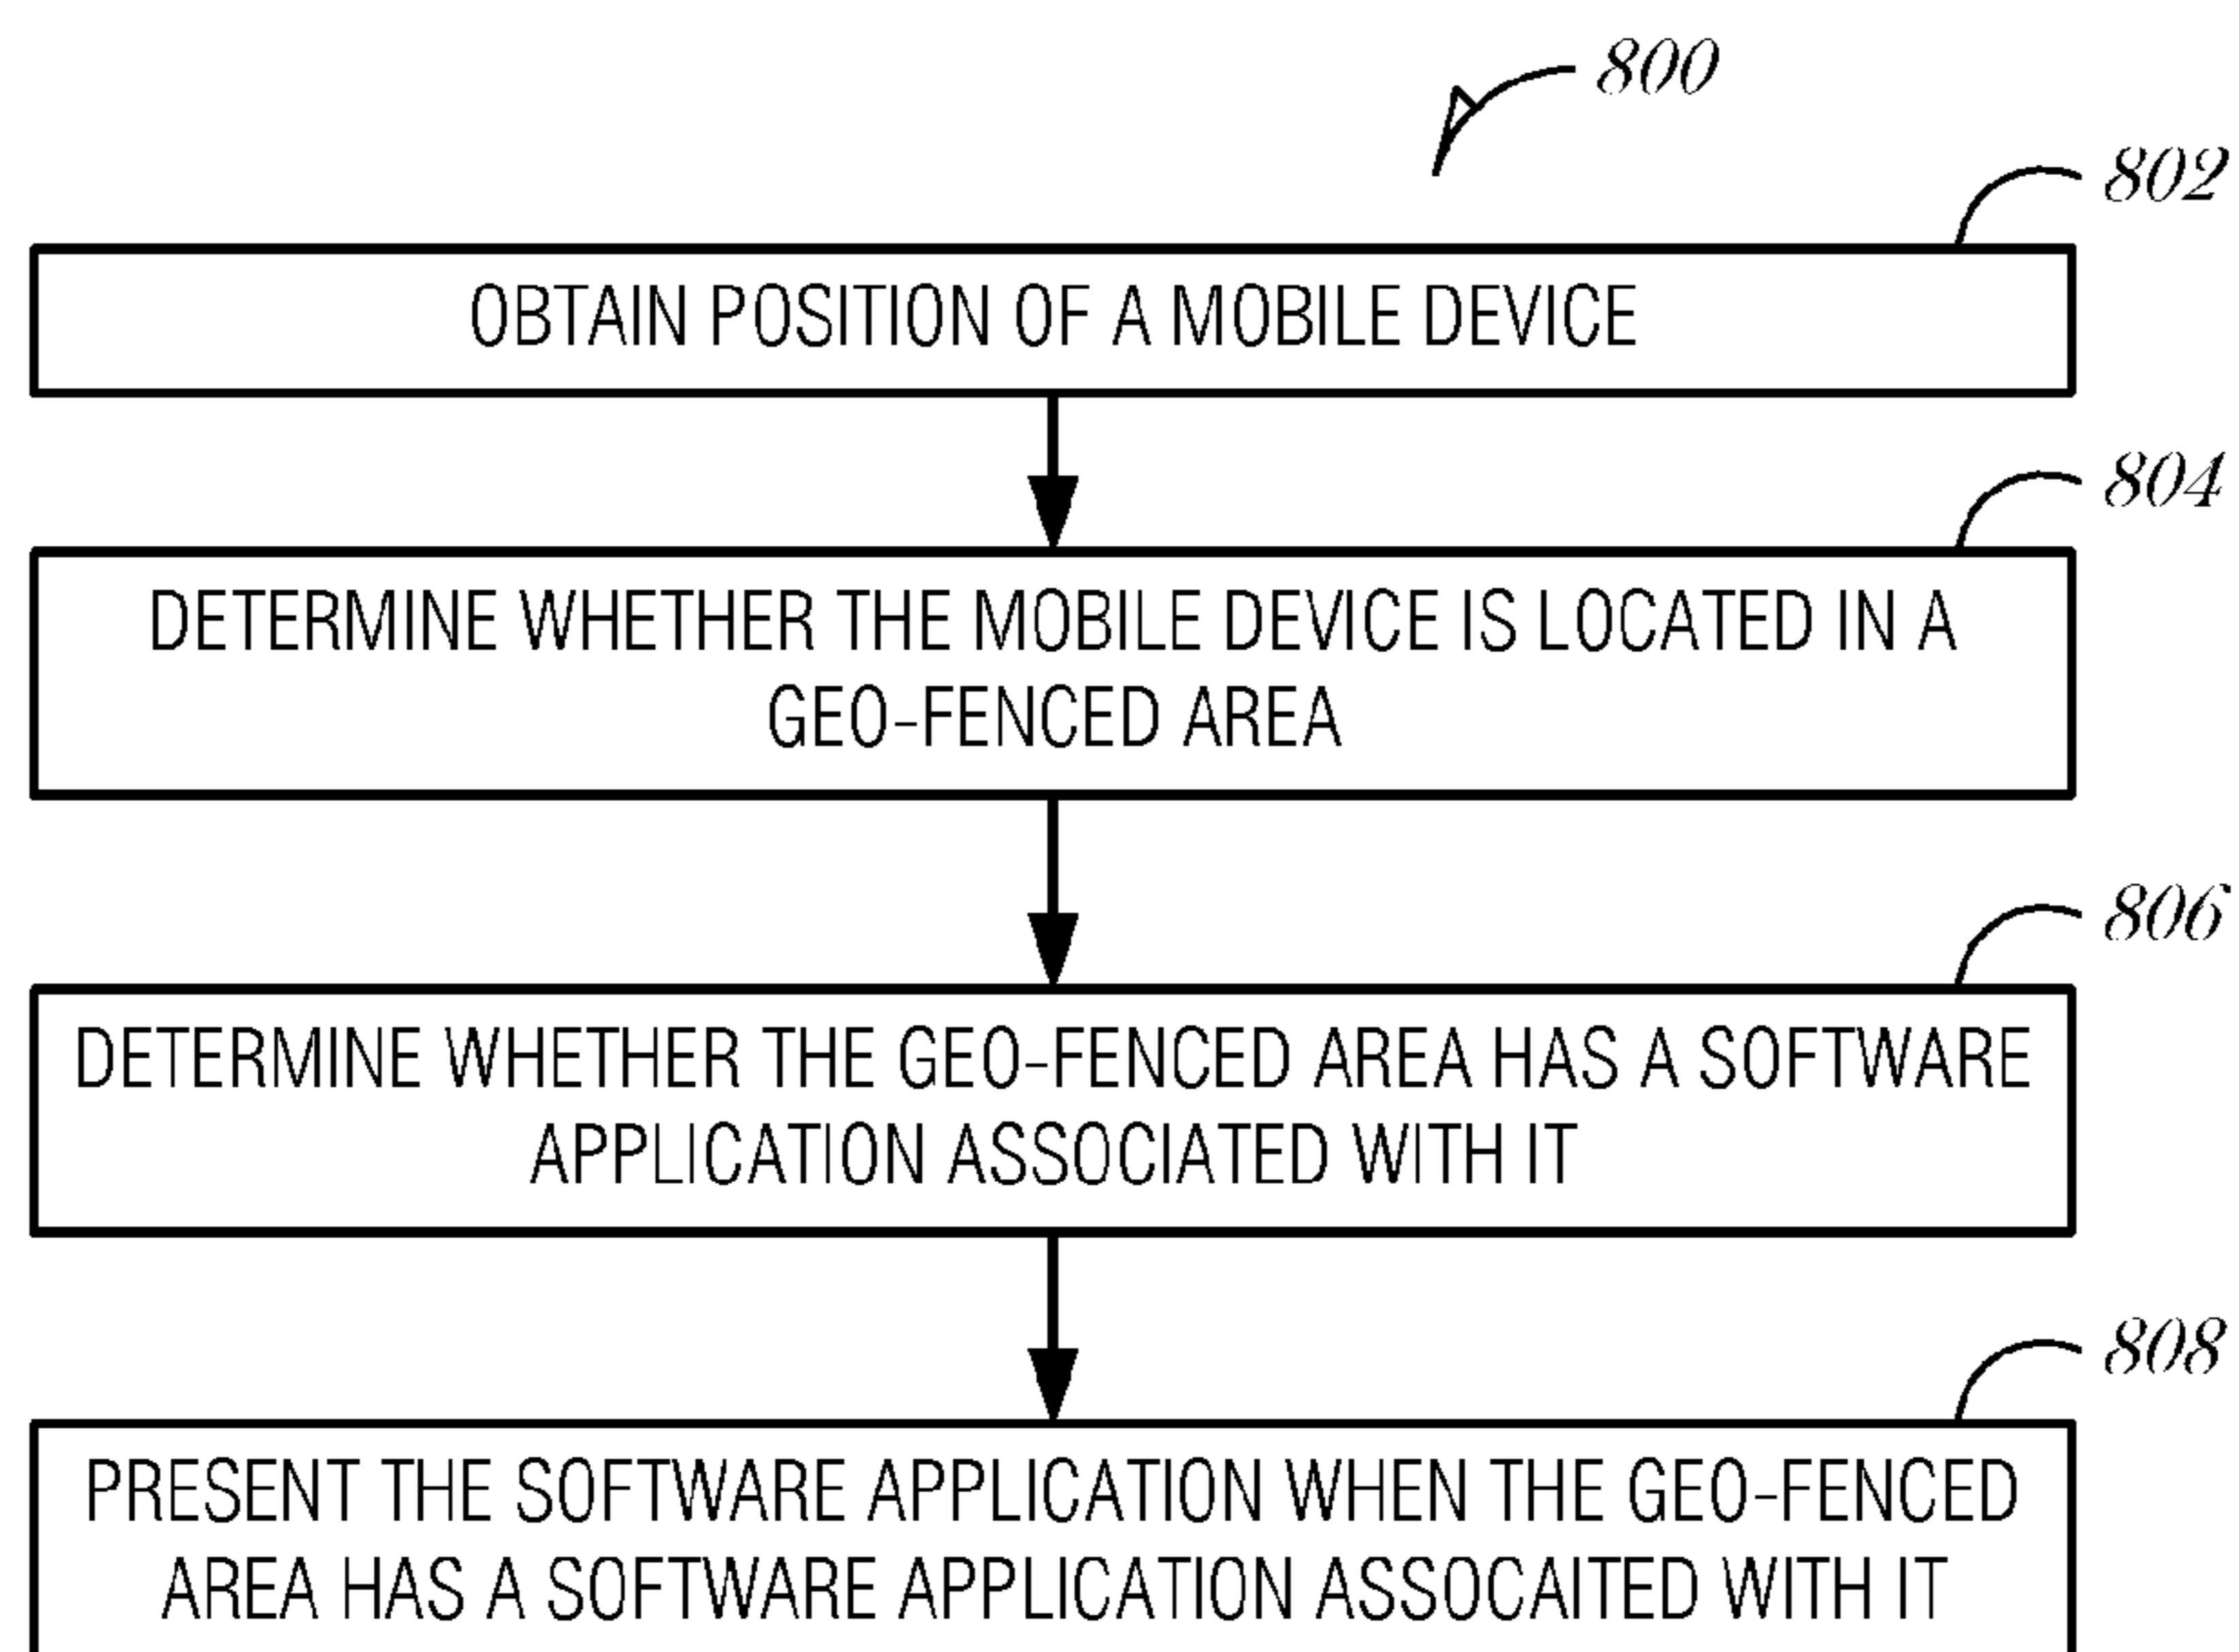 800
802
OBTAIN POSITION OF A MOBILE DEVICE
804
DETERMINE WHETHER THE MOBILE DEVICE IS LOCATED IN A
GEO-FENCED AREA
806
DETERMINE WHETHER THE GEO-FENCED AREA HAS A SOFTWARE
APPLICATION ASSOCIATED WITH IT
808
PRESENT THE SOFTWARE APPLICATION WHEN THE GEO-FENCED
AREA HAS A SOFTWARE APPLICATION ASSOCAITED WITH IT